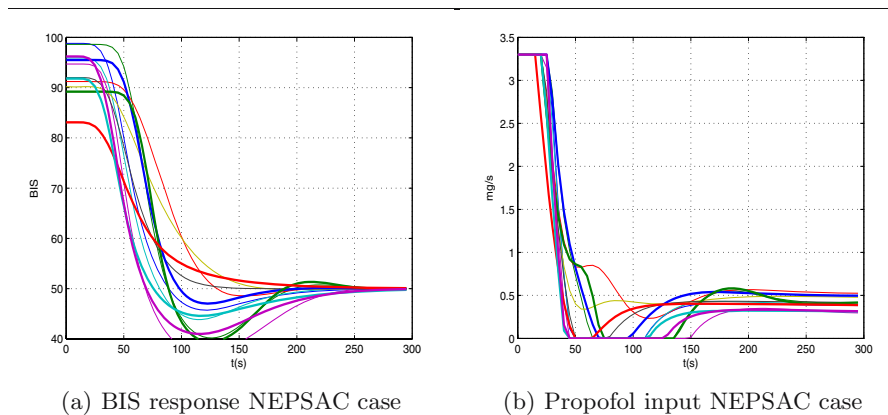 100
90
80
70
60
50
40
BIS
0 50 100 150 200 250 300
t(s)
(a) BIS response NEPSAC case
3.5
3
2.5
2
1.5
1
0.5
0
mg/s
0 50 100 150 200 250 300
t(s)
(b) Propofol input NEPSAC case